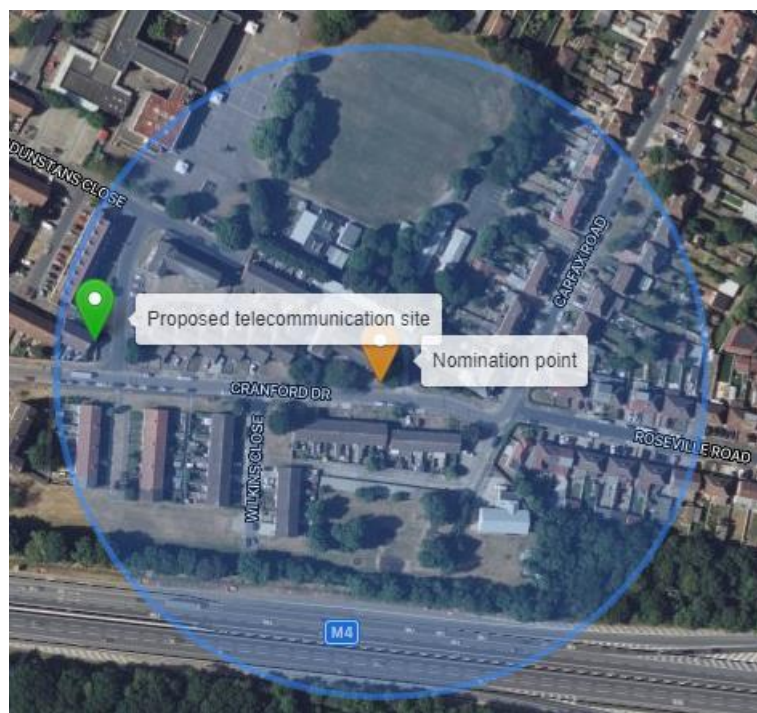 DUNSTANS CLOSE
CARFAX ROAD
Proposed telecommunication site
Nomination point
CRANFORD DR
ROSEVILLE ROAD
WILKINS CLOSE
M4